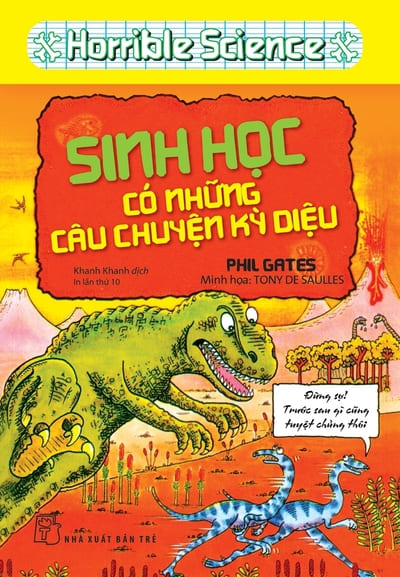 Horrible Science
SINH HỌC
CÓ NHỮNG
CÂU CHUYỆN KỲ DIỆU
Khanh Khanh dịch
In lần thứ 10
PHIL GATES
Minh họa: TONY DE SAULLES
Đừng sợ!
Trước sau gì cũng
tuyệt chủng thôi
NHÀ XUẤT BẢN TRẺ